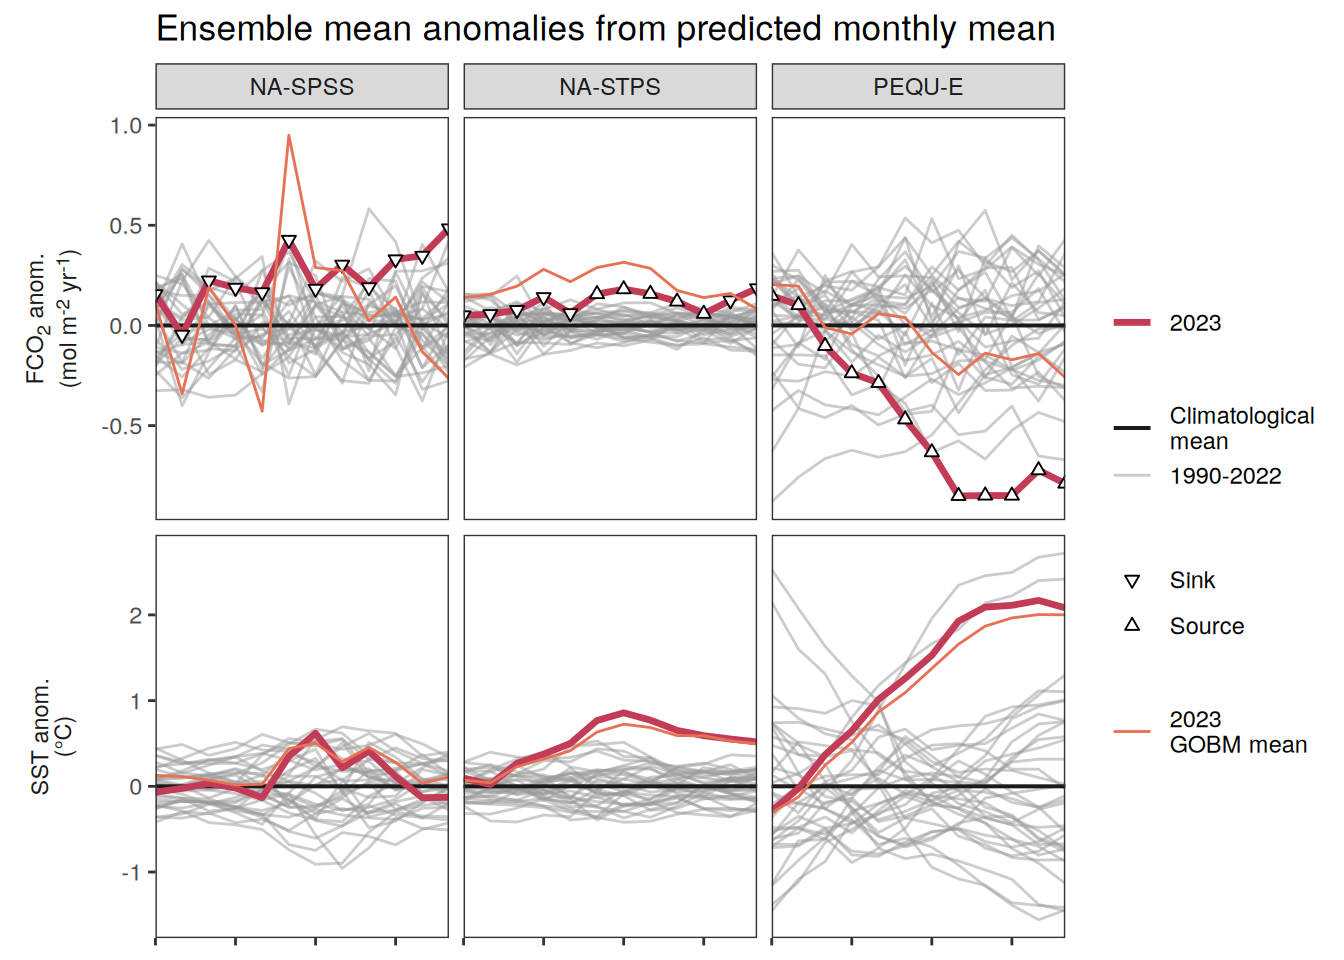 Ensemble mean anomalies from predicted monthly mean
NA-SPSS
NA-STPS
PEQU-E
FCO₂ anom.
(mol m⁻² yr⁻¹)
1.0
0.5
0.0
-0.5
SST anom.
(°C)
2
1
0
-1
2023
Climatological
mean
1990-2022
Sink
Source
2023
GOBM mean